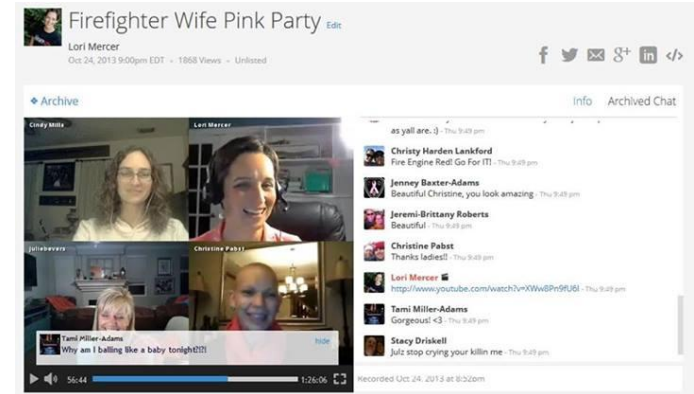 Firefighter Wife Pink Party Edit
Lori Mercer
Oct 24, 2013 9:00pm EDT • 1868 Views • Unlisted
Archive
Info Archived Chat
Cindy Mills
Lori Mercer
juliebevers
Christine Pabst
Tami Miller-Adams
hide
Why am I balling like a baby tonight?!?!
56:44
1:26:06
as yall are. :) - Thu 9:49 pm
Christy Harden Lankford
Fire Engine Red! Go For IT! - Thu 9:49 pm
Jenney Baxter-Adams
Beautiful Christine, you look amazing - Thu 9:49 pm
Jeremi-Brittany Roberts
Beautiful - Thu 9:49 pm
Christine Pabst
Thanks ladies!! - Thu 9:49 pm
Lori Mercer
http://www.youtube.com/watch?v=XWw8Pn9fU6I - Thu 9:49 pm
Tami Miller-Adams
Gorgeous! <3 - Thu 9:49 pm
Stacy Driskell
Julz stop crying your killin me - Thu 9:49 pm
Recorded Oct 24, 2013 at 8:52pm